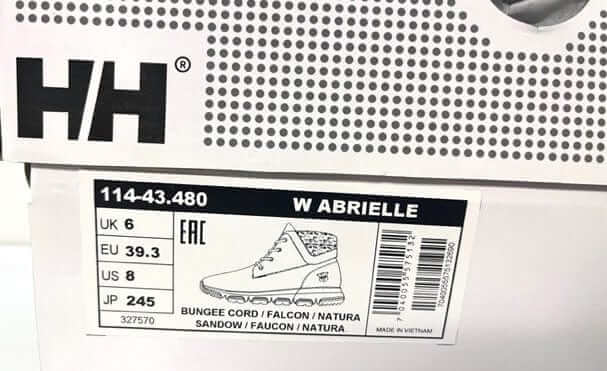 H/H®
114-43.480 W ABRIELLE
UK 6
EU 39.3
US 8
JP 245
327570
EAC
BUNGEE CORD / FALCON / NATURA
SANDOW / FAUCON / NATURA
7040055575132
MADE IN VIETNAM